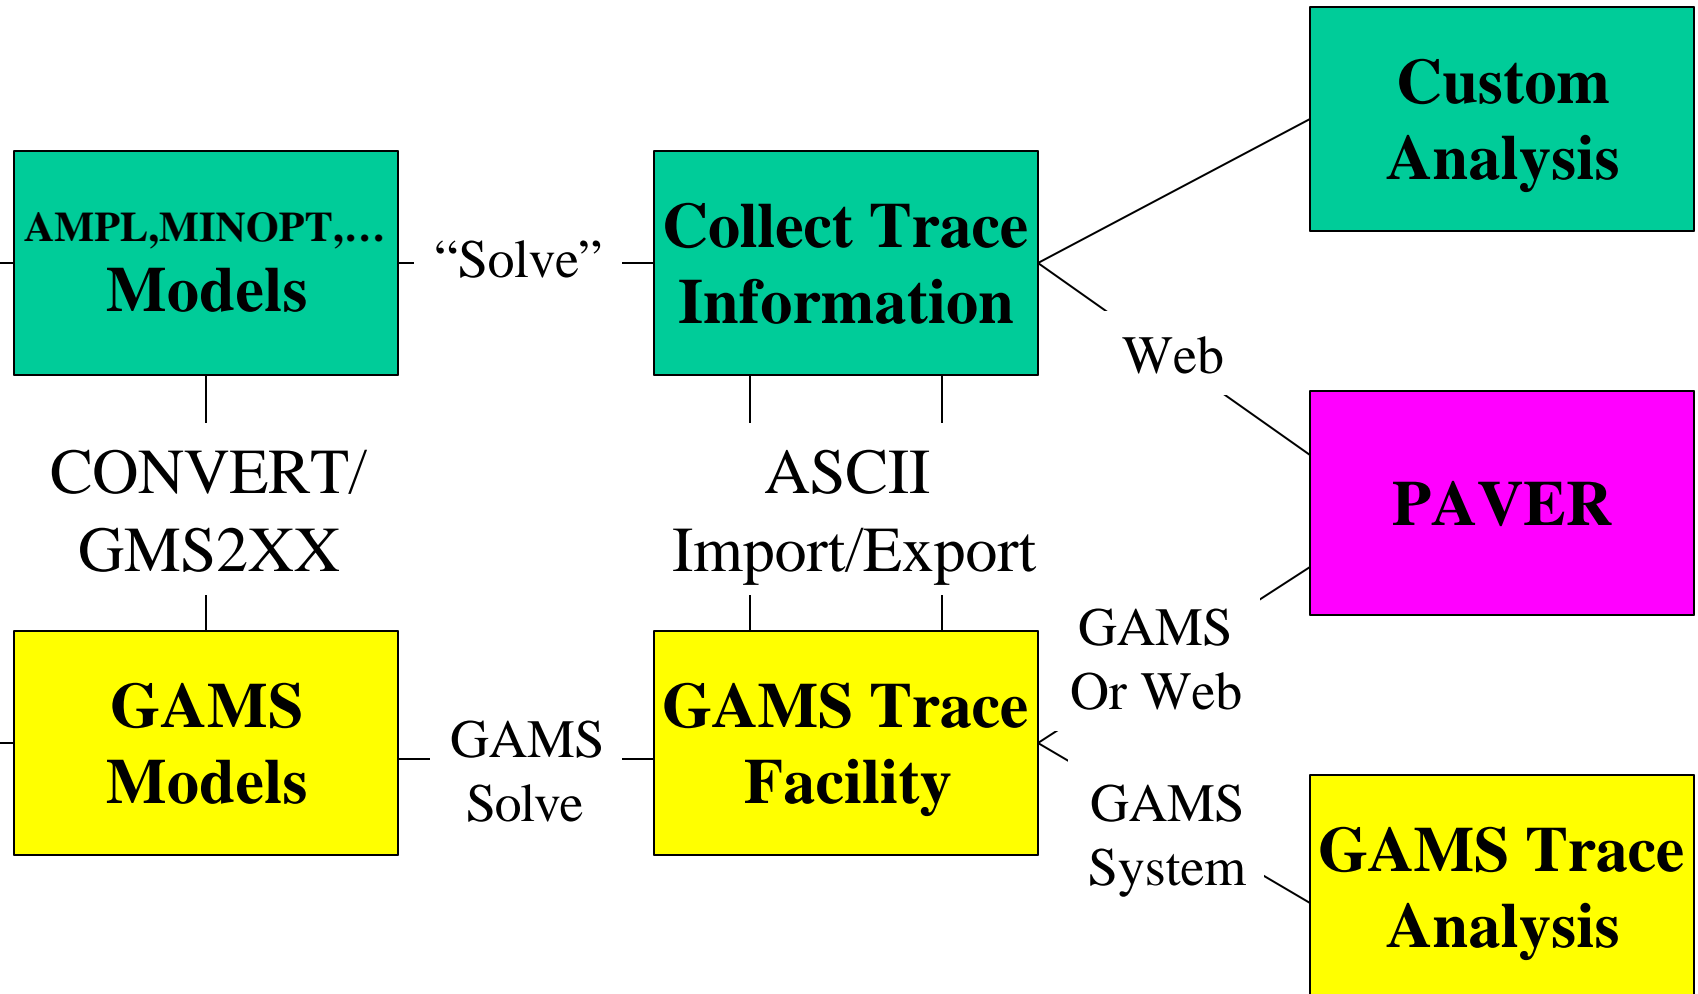 Custom
Analysis
AMPL,MINOPT,...
Models
“Solve”
Collect Trace
Information
Web
CONVERT/
GMS2XX
ASCII
Import/Export
PAVER
GAMS
Or Web
GAMS
Models
GAMS
Solve
GAMS Trace
Facility
GAMS
System
GAMS Trace
Analysis